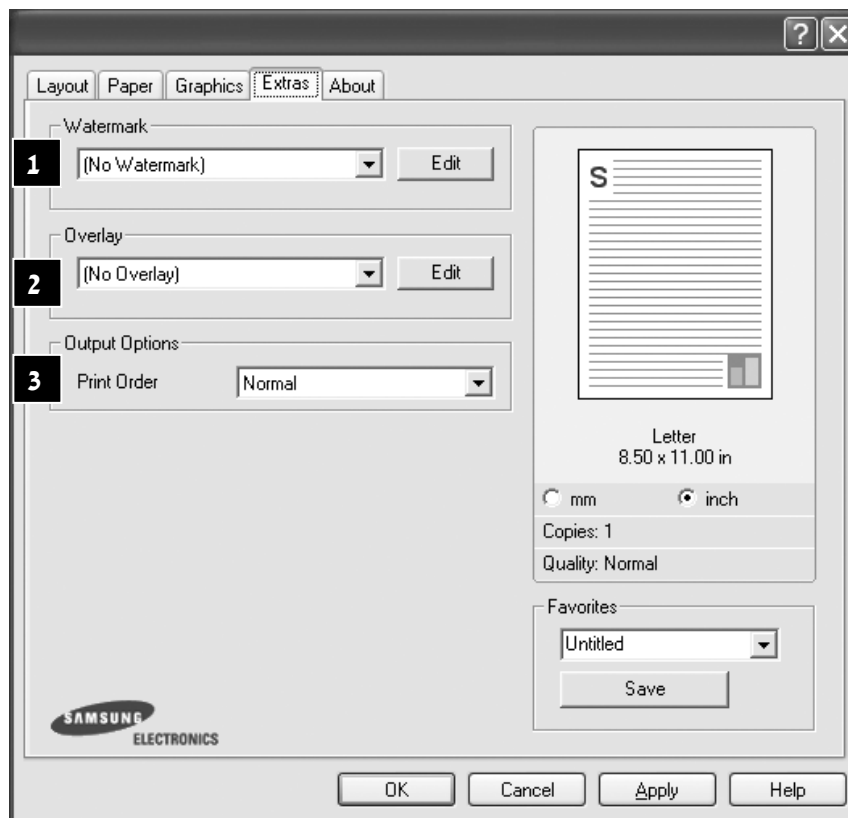 ?
Layout Paper Graphics Extras About
Watermark
1 (No Watermark) Edit
Overlay
2 (No Overlay) Edit
Output Options
3 Print Order Normal
S
Letter
8.50 x 11.00 in
mm inch
Copies: 1
Quality: Normal
Favorites
Untitled
Save
SAMSUNG
ELECTRONICS
OK Cancel Apply Help